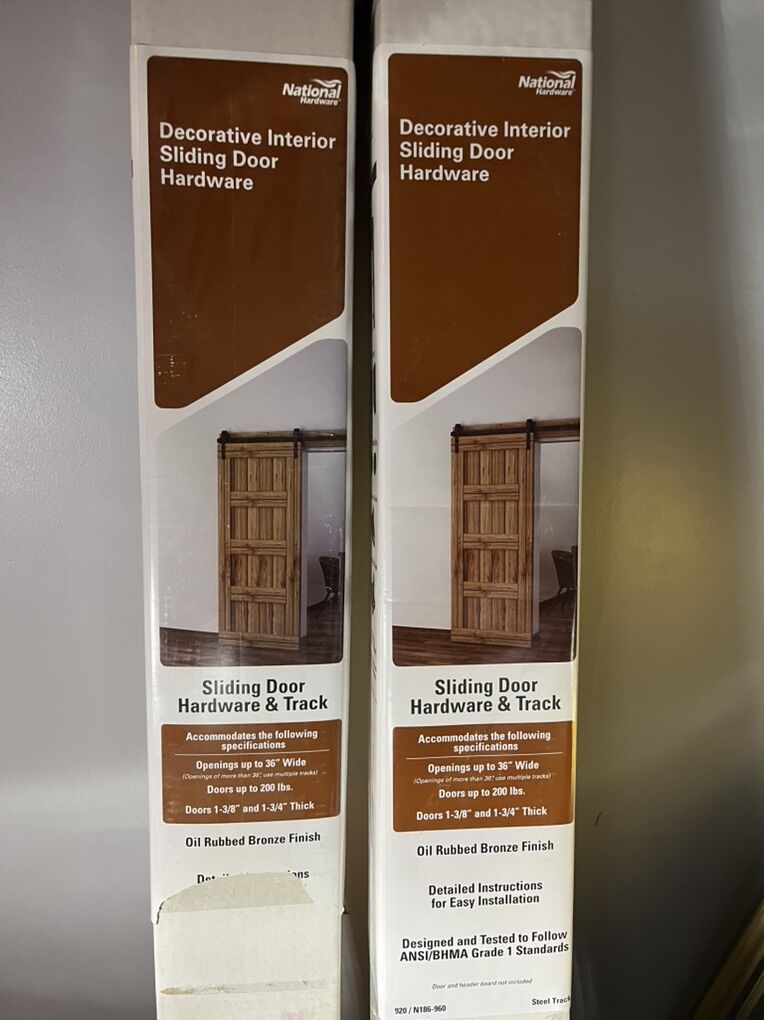 National
Hardware
Decorative Interior
Sliding Door
Hardware
Sliding Door
Hardware & Track
Accommodates the following
specifications
Openings up to 36" Wide
(Openings of more than 36", use multiple tracks)
Doors up to 200 lbs.
Doors 1-3/8" and 1-3/4" Thick
Oil Rubbed Bronze Finish
National
Hardware
Decorative Interior
Sliding Door
Hardware
Sliding Door
Hardware & Track
Accommodates the following
specifications
Openings up to 36" Wide
(Openings of more than 36", use multiple tracks)
Doors up to 200 lbs.
Doors 1-3/8" and 1-3/4" Thick
Oil Rubbed Bronze Finish
Detailed Instructions
for Easy Installation
Designed and Tested to Follow
ANSI/BHMA Grade 1 Standards
Door and header board not included
920 / N186-960
Steel Track